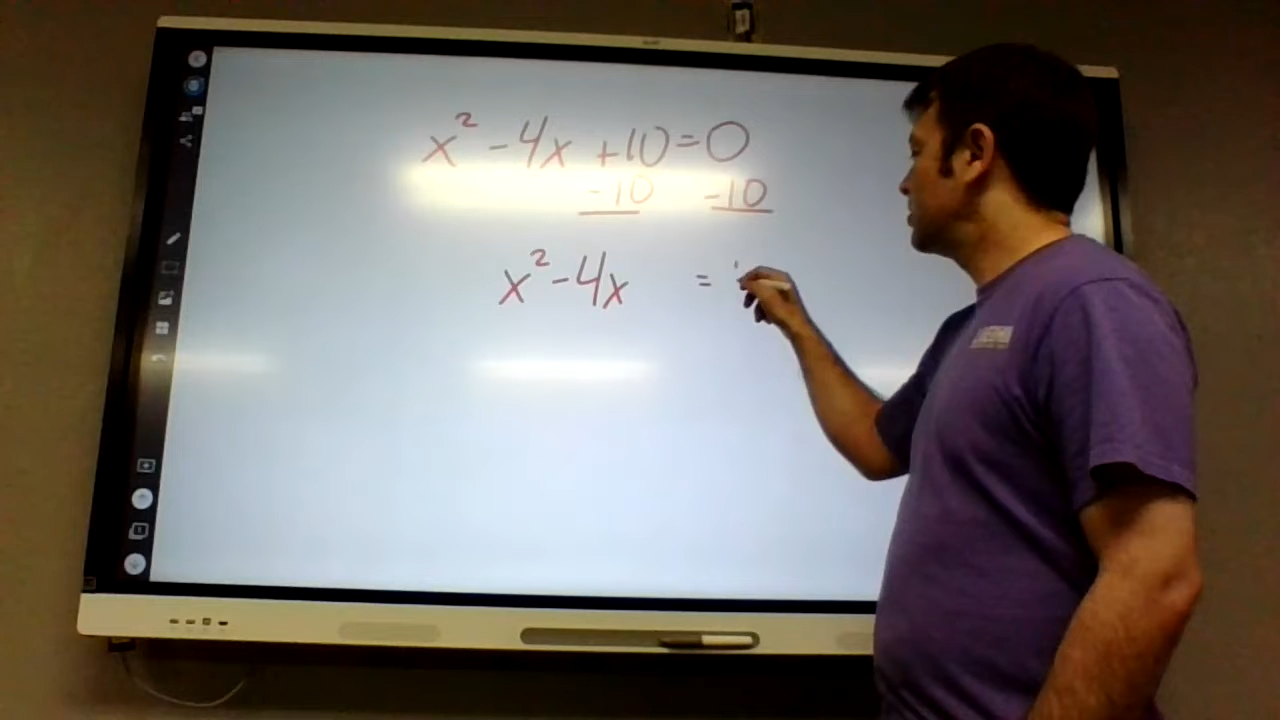 x² - 4x + 10 = 0
-10 -10
x² - 4x =